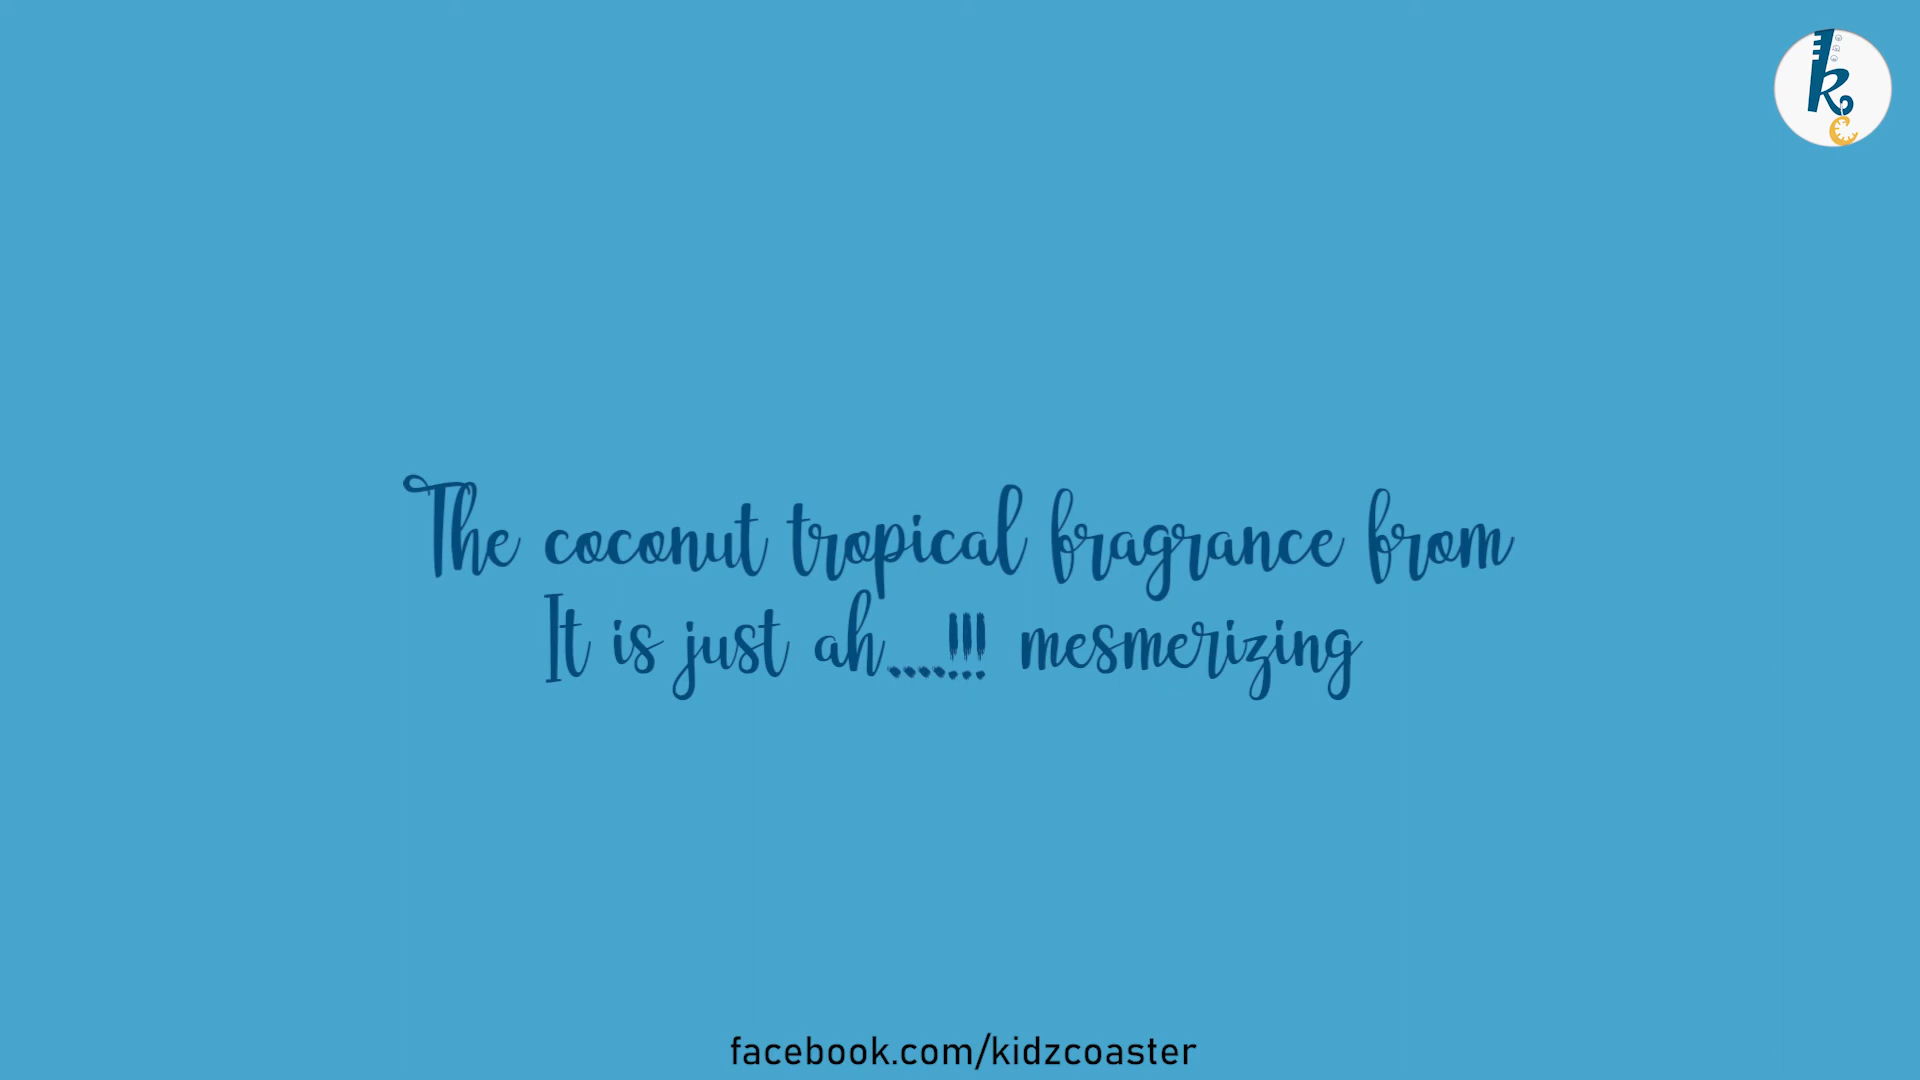 The coconut tropical fragrance from
It is just ah....!!! mesmerizing
facebook.com/kidzcoaster
k
c